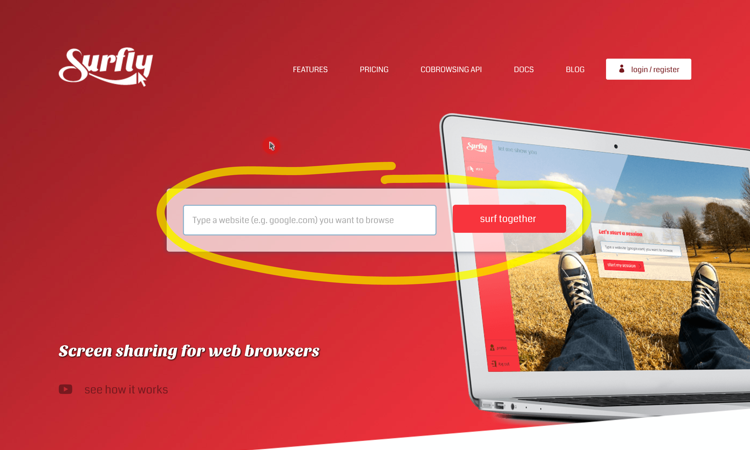 Surfly
FEATURES
PRICING
COBROWSING API
DOCS
BLOG
login / register
Surfly
Let's start a session
Type a website (e.g. google.com) you want to browse
surf together
start my session
Screen sharing for web browsers
see how it works